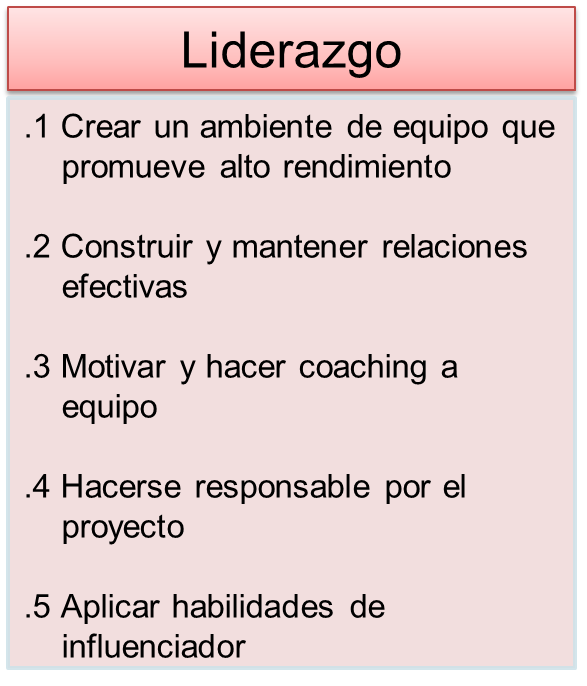 Liderazgo
.1 Crear un ambiente de equipo que
promueve alto rendimiento
.2 Construir y mantener relaciones
efectivas
.3 Motivar y hacer coaching a
equipo
.4 Hacerse responsable por el
proyecto
.5 Aplicar habilidades de
influenciador